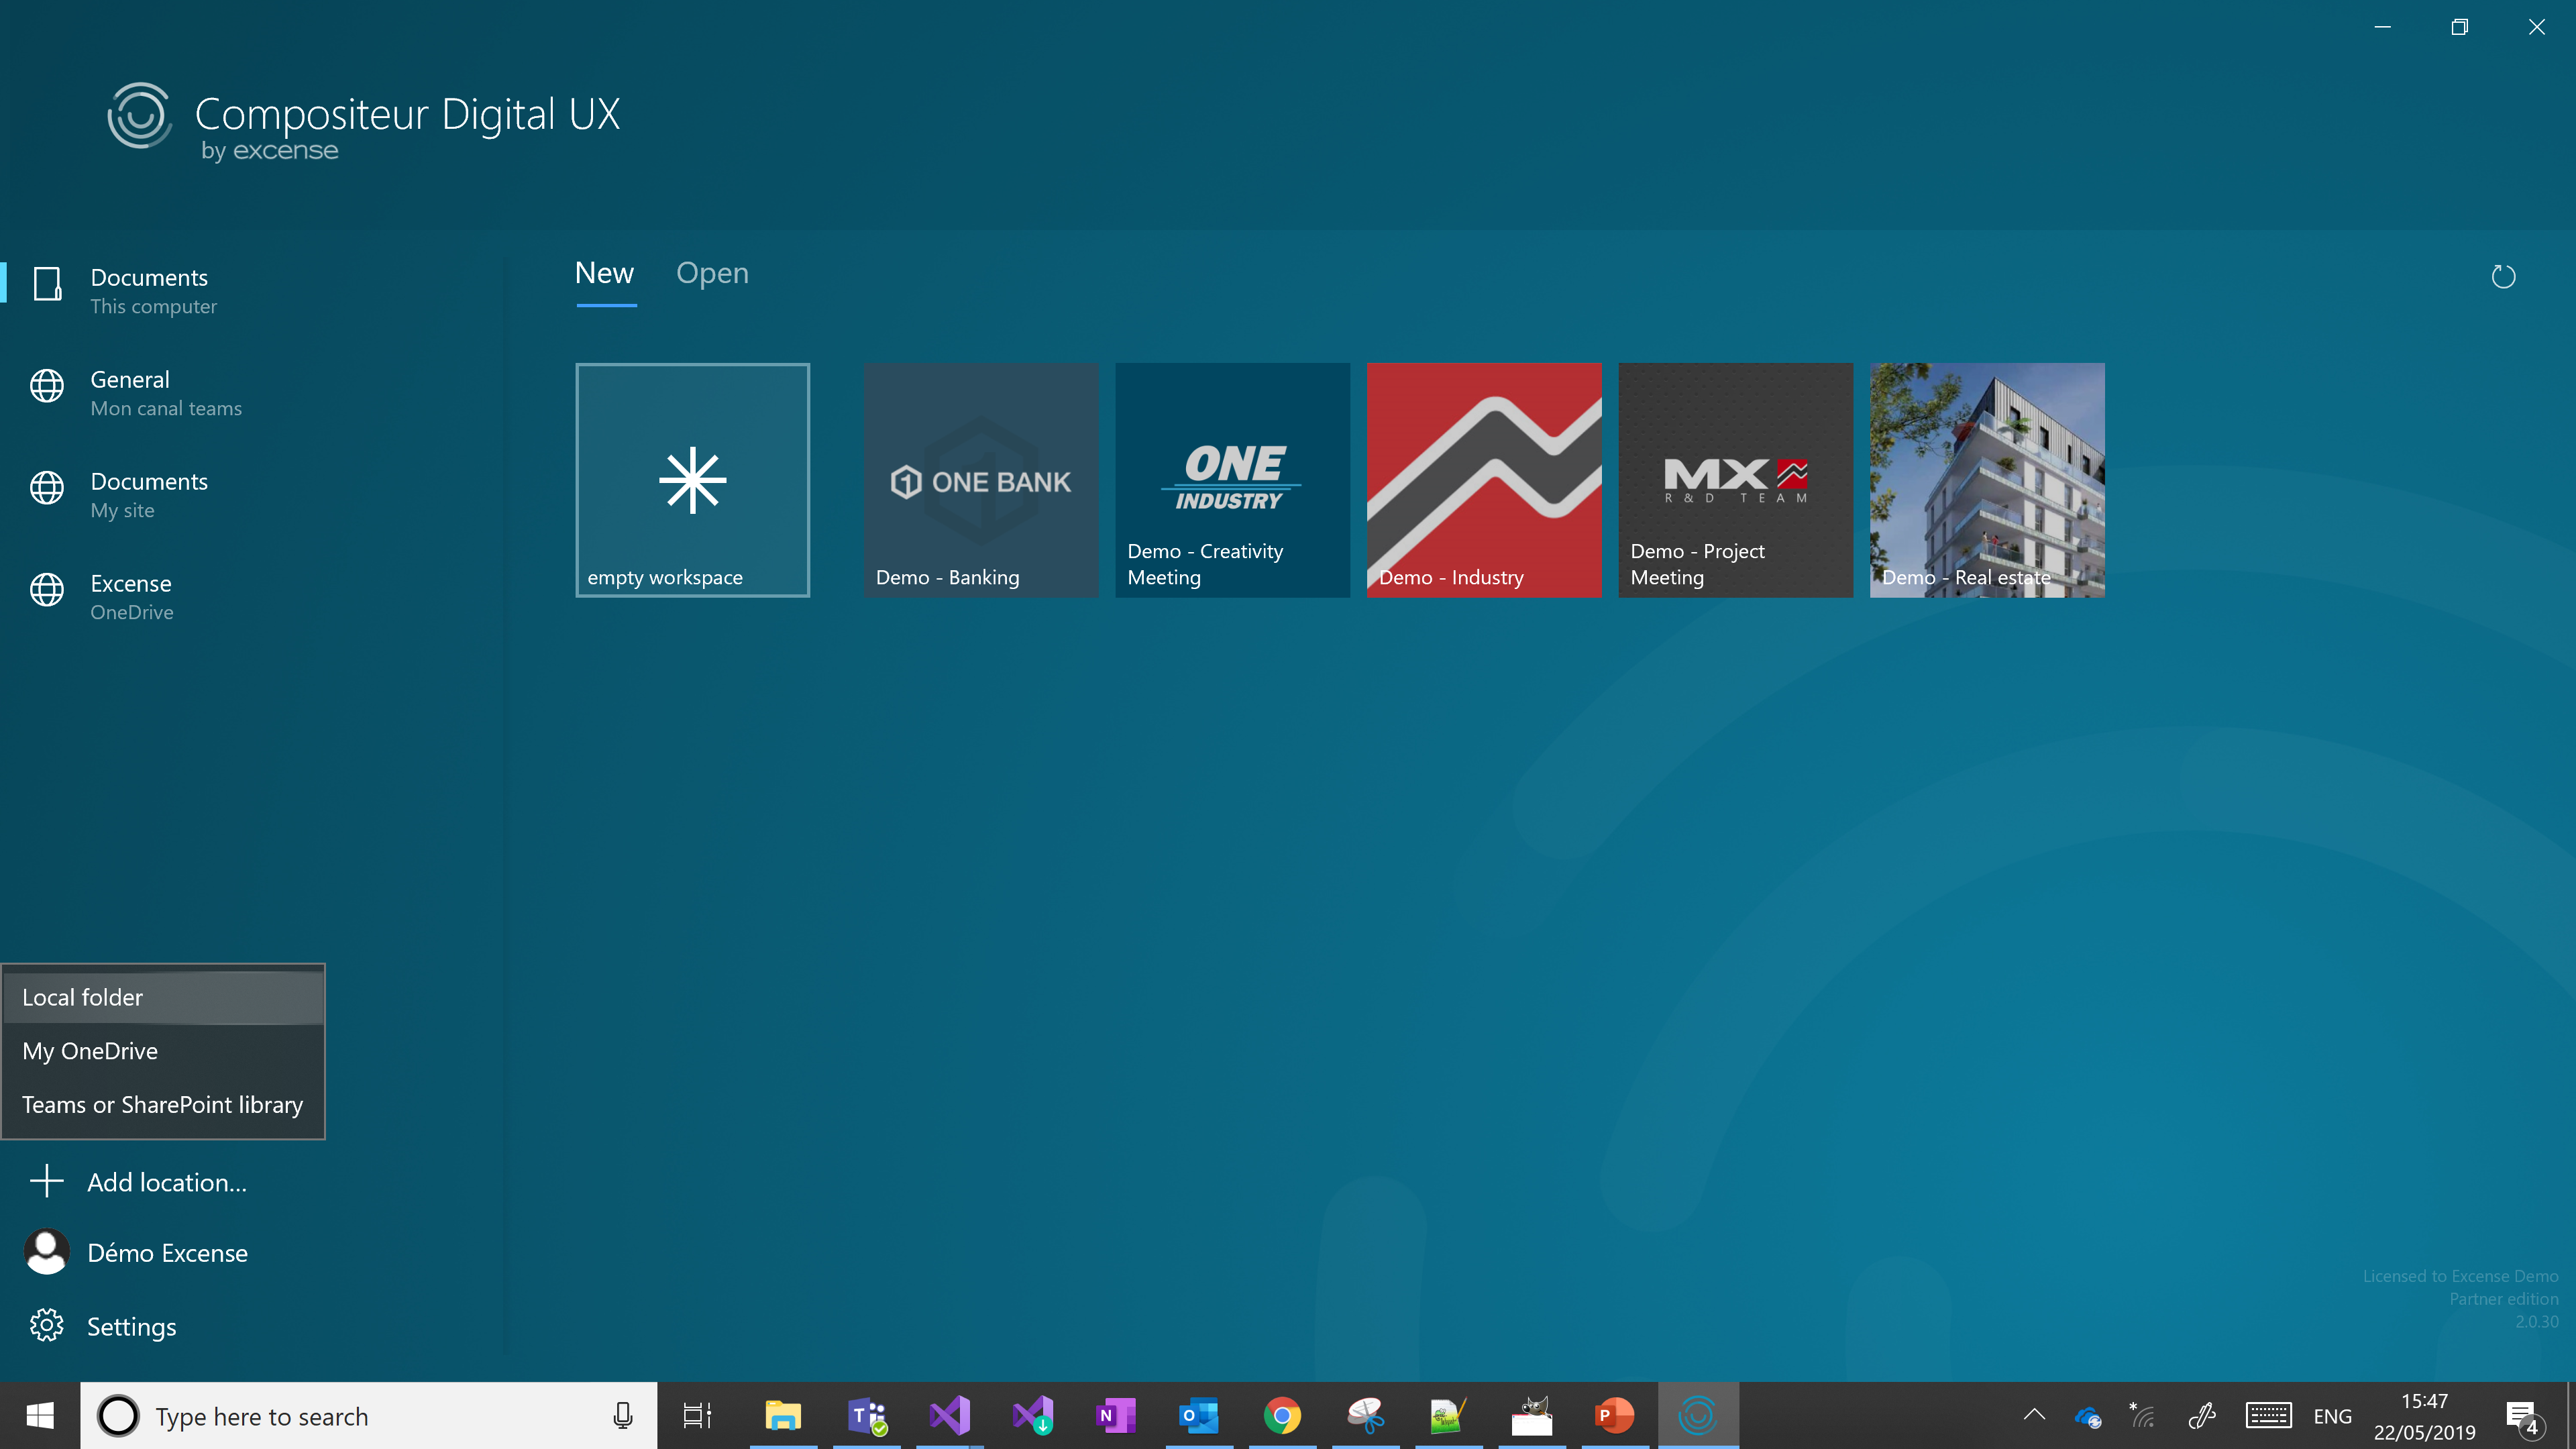 Compositeur Digital UX
by excense
Documents
This computer
General
Mon canal teams
Documents
My site
Excense
OneDrive
New
Open
empty workspace
1 ONE BANK
Demo - Banking
ONE
INDUSTRY
Demo - Creativity
Meeting
Demo - Industry
MX
R & D TEAM
Demo - Project
Meeting
Demo - Real estate
Local folder
My OneDrive
Teams or SharePoint library
Add location...
Démo Excense
Settings
Licensed to Excense Demo
Partner edition
2.0.30
Type here to search
ENG
15:47
22/05/2019
4